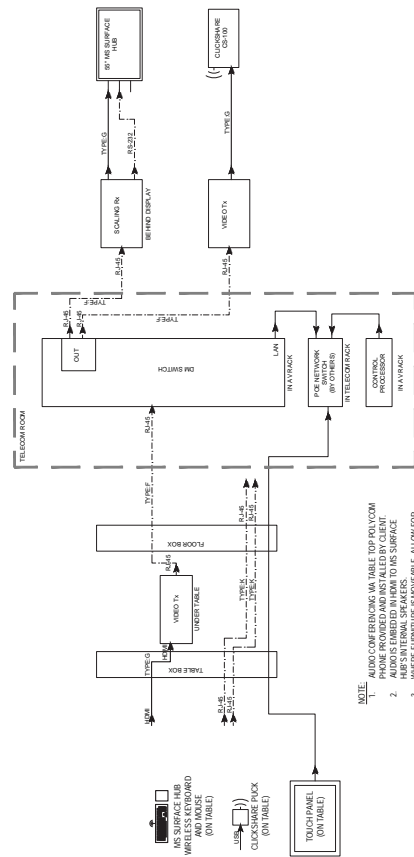 55" MS SURFACE
HUB
CLICKSHARE
CS-100
TYPE G
RS-232
TYPE G
SCALING Rx
BEHIND DISPLAY
VIDEO Tx
RJ-45
RJ-45
TYPE F
TYPE F
RJ-45
RJ-45
TELECOM ROOM
OUT
DM SWITCH
LAN
IN AV RACK
POE NETWORK
SWITCH
(BY OTHERS)
IN TELECOM RACK
CONTROL
PROCESSOR
IN AV RACK
RJ-45
TYPE F
RJ-45
RJ-45
TYPE K
TYPE K
FLOOR BOX
RJ-45
VIDEO Tx
UNDER TABLE
HDMI
TYPE G
TABLE BOX
HDMI
RJ-45
RJ-45
MS SURFACE HUB
WIRELESS KEYBOARD
AND MOUSE
(ON TABLE)
USB
CLICKSHARE PUCK
(ON TABLE)
TOUCH PANEL
(ON TABLE)
NOTE:
1. AUDIO CONFERENCING VIA TABLE TOP POLYCOM
PHONE PROVIDED AND INSTALLED BY CLIENT.
2. AUDIO IS EMBEDED IN HDMI TO MS SURFACE
HUB'S INTERNAL SPEAKERS.